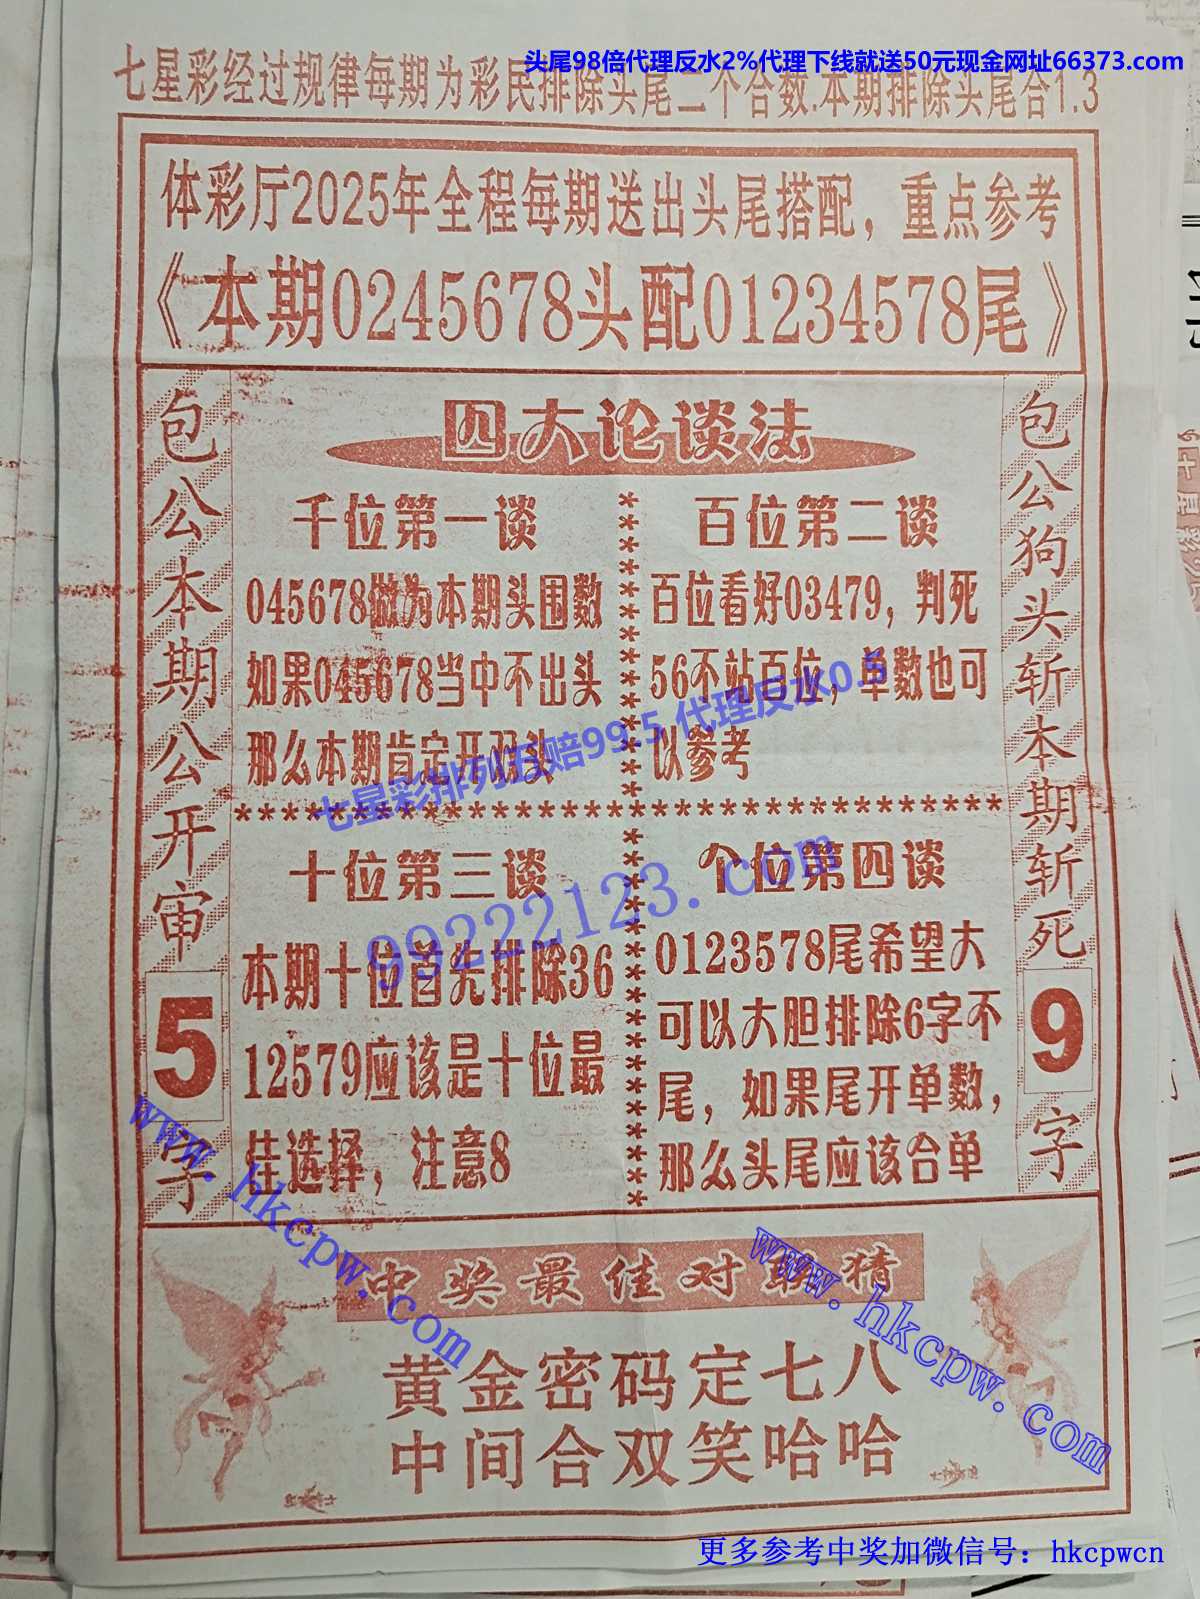 头尾98倍代理反水2%代理下线就送50元现金网址66373.com
七星彩经过规律每期为彩民排除头尾二个合数.本期排除头尾合1.3
体彩厅2025年全程每期送出头尾搭配，重点参考
《本期0245678头配01234578尾》
包公本期公开审5字
四大论谈法
千位第一谈
045678做为本期头围数
如果045678当中不出头
那么本期肯定开双头
百位第二谈
百位看好03479，判死
56不站百位，单数也可
以参考
七星彩排列五赔99.5代理反水0.5
99222123.com
十位第三谈
本期十位首先排除36
12579应该是十位最
佳选择，注意8
个位第四谈
0123578尾希望大
可以大胆排除6字不
尾，如果尾开单数，
那么头尾应该合单
包公狗头斩本期斩死9字
www.hkcpw.com
www.hkcpw.com
中奖最佳对联猜
黄金密码定七八
中间合双笑哈哈
更多参考中奖加微信号：hkcpwcn